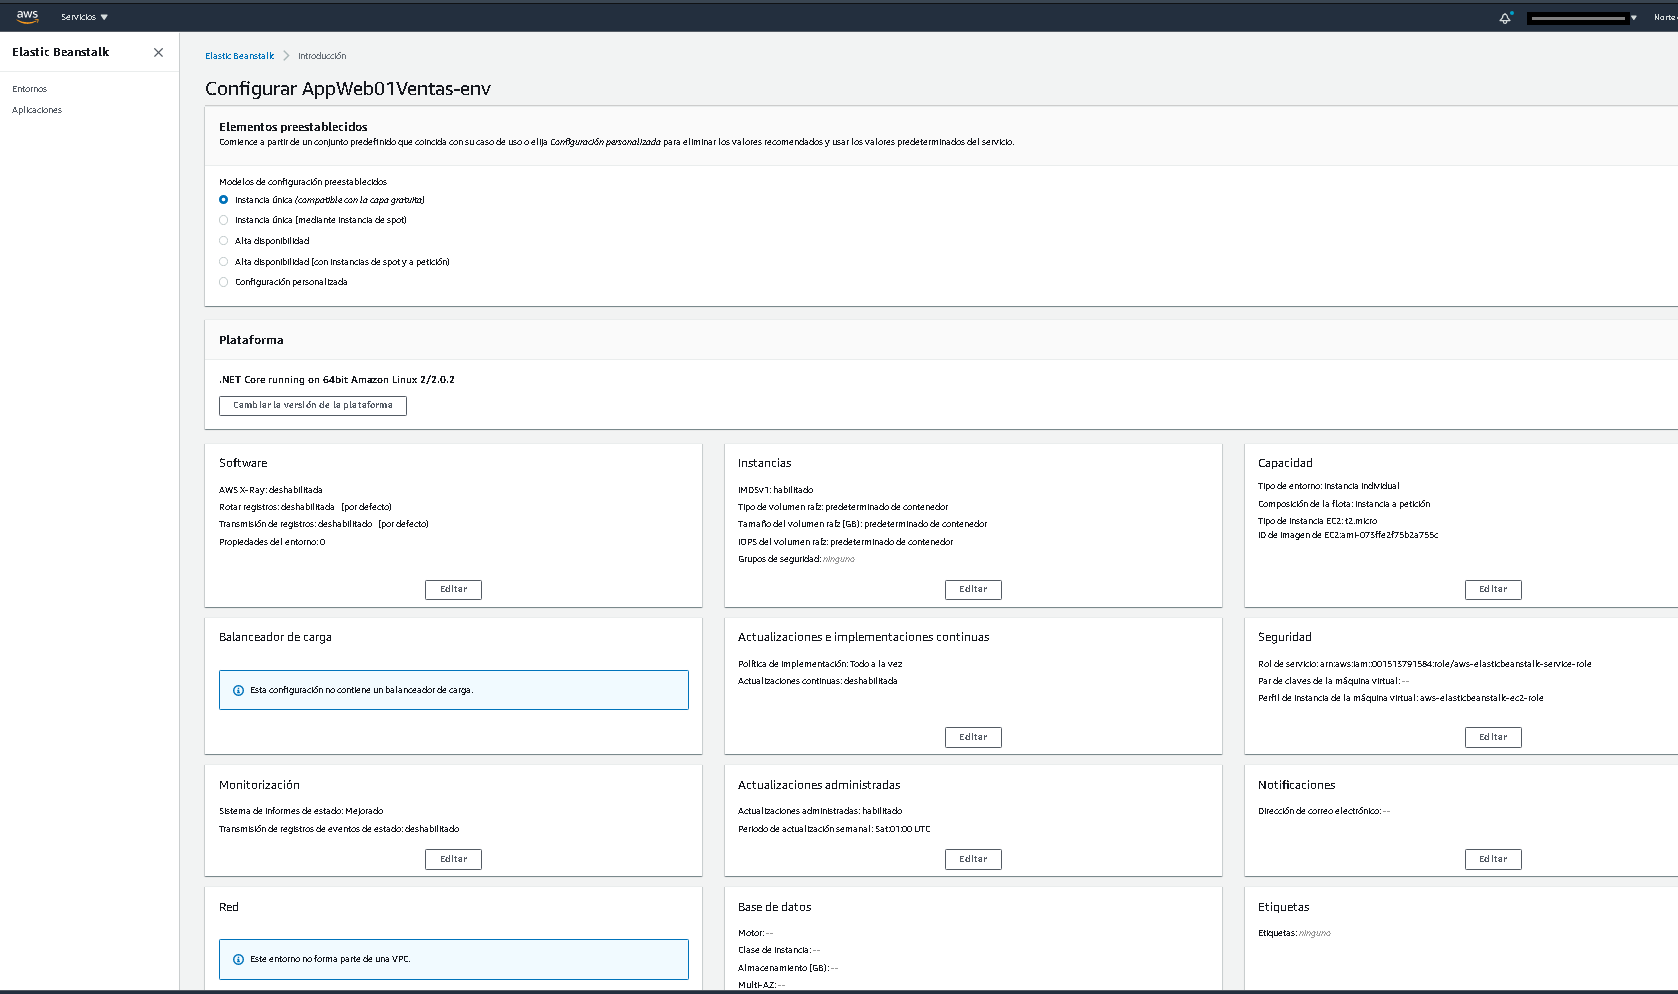 aws
Servicios
Norte
Elastic Beanstalk
Entornos
Aplicaciones
Elastic Beanstalk
Introducción
Configurar AppWeb01Ventas-env
Elementos preestablecidos
Comience a partir de un conjunto predefinido que coincida con su caso de uso o elija Configuración personalizada para eliminar los valores recomendados y usar los valores predeterminados del servicio.
Modelos de configuración preestablecidos
Instancia única (compatible con la capa gratuita)
Instancia única (mediante instancia de spot)
Alta disponibilidad
Alta disponibilidad (con instancias de spot y a petición)
Configuración personalizada
Plataforma
.NET Core running on 64bit Amazon Linux 2/2.0.2
Cambiar la versión de la plataforma
Software
AWS X-Ray: deshabilitada
Rotar registros: deshabilitada (por defecto)
Transmisión de registros: deshabilitado (por defecto)
Propiedades del entorno: 0
Editar
Instancias
IMDSv1: habilitado
Tipo de volumen raíz: predeterminado de contenedor
Tamaño del volumen raíz (GB): predeterminado de contenedor
IOPS del volumen raíz: predeterminado de contenedor
Grupos de seguridad: ninguno
Editar
Capacidad
Tipo de entorno: instancia individual
Composición de la flota: instancia a petición
Tipo de instancia EC2: t2.micro
ID de imagen de EC2: ami-073ffe2f75b2a755c
Editar
Balanceador de carga
Esta configuración no contiene un balanceador de carga.
Actualizaciones e implementaciones continuas
Política de implementación: Todo a la vez
Actualizaciones continuas: deshabilitada
Editar
Seguridad
Rol de servicio: arn:aws:iam::001513791584:role/aws-elasticbeanstalk-service-role
Par de claves de la máquina virtual: --
Perfil de instancia de la máquina virtual: aws-elasticbeanstalk-ec2-role
Editar
Monitorización
Sistema de informes de estado: Mejorado
Transmisión de registros de eventos de estado: deshabilitado
Editar
Actualizaciones administradas
Actualizaciones administradas: habilitado
Periodo de actualización semanal: Sat:01:00 UTC
Editar
Notificaciones
Dirección de correo electrónico: --
Editar
Red
Este entorno no forma parte de una VPC.
Base de datos
Motor: --
Clase de instancia: --
Almacenamiento (GB): --
Multi-AZ: --
Etiquetas
Etiquetas: ninguno